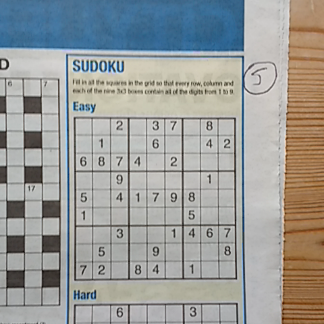 D
6 7
17
SUDOKU
Fill in all the squares in the grid so that every row, column and
each of the nine 3x3 boxes contain all of the digits from 1 to 9.
5
Easy
2 3 7 8
1 6 4 2
6 8 7 4 2
9 1
5 4 1 7 9 8
1 5
3 1 4 6 7
5 9 8
7 2 8 4 1
Hard
6 3